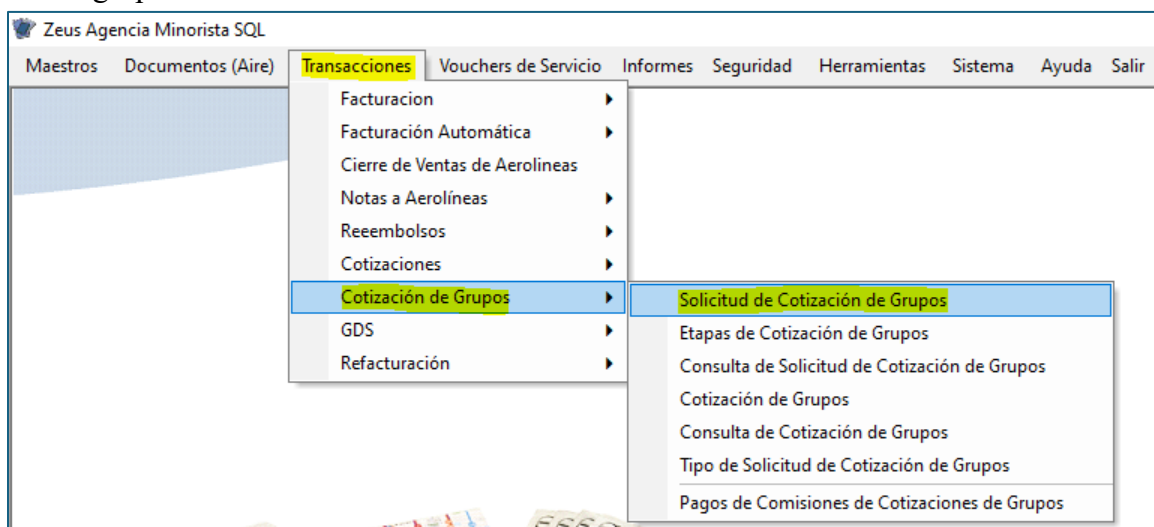 Zeus Agencia Minorista SQL
Maestros Documentos (Aire) Transacciones Vouchers de Servicio Informes Seguridad Herramientas Sistema Ayuda Salir
Facturacion
Facturación Automática
Cierre de Ventas de Aerolineas
Notas a Aerolíneas
Reeembolsos
Cotizaciones
Cotización de Grupos
GDS
Refacturación
Solicitud de Cotización de Grupos
Etapas de Cotización de Grupos
Consulta de Solicitud de Cotización de Grupos
Cotización de Grupos
Consulta de Cotización de Grupos
Tipo de Solicitud de Cotización de Grupos
Pagos de Comisiones de Cotizaciones de Grupos